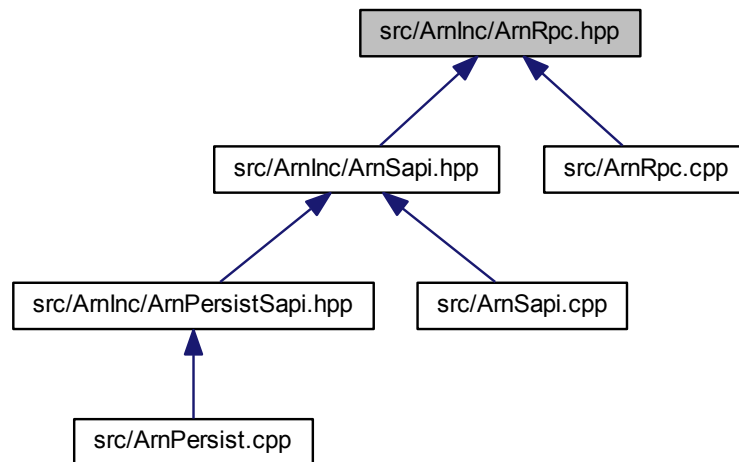 src/ArnInc/ArnRpc.hpp
src/ArnInc/ArnSapi.hpp
src/ArnRpc.cpp
src/ArnInc/ArnPersistSapi.hpp
src/ArnSapi.cpp
src/ArnPersist.cpp